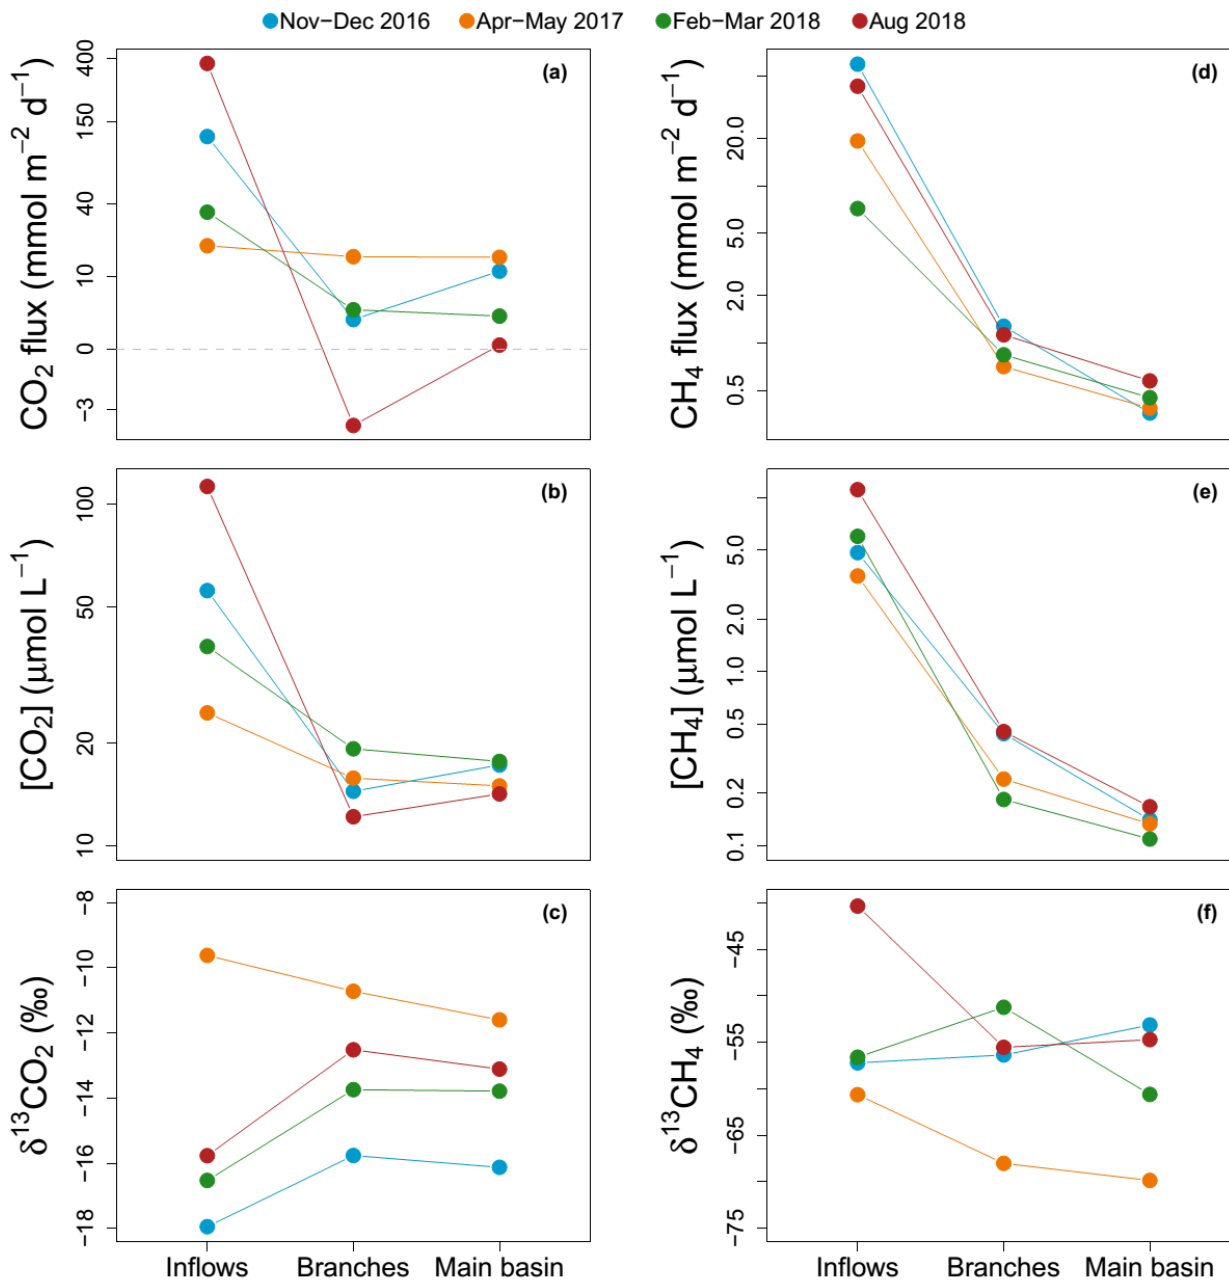 Nov−Dec 2016 Apr−May 2017 Feb−Mar 2018 Aug 2018
(a)
CO₂ flux (mmol m⁻² d⁻¹)
400
150
40
10
0
−3
(d)
CH₄ flux (mmol m⁻² d⁻¹)
20.0
5.0
2.0
0.5
(b)
[CO₂] (µmol L⁻¹)
100
50
20
10
(e)
[CH₄] (µmol L⁻¹)
5.0
2.0
1.0
0.5
0.2
0.1
(c)
δ¹³CO₂ (‰)
−8
−10
−12
−14
−16
−18
(f)
δ¹³CH₄ (‰)
−45
−55
−65
−75
Inflows Branches Main basin
Inflows Branches Main basin